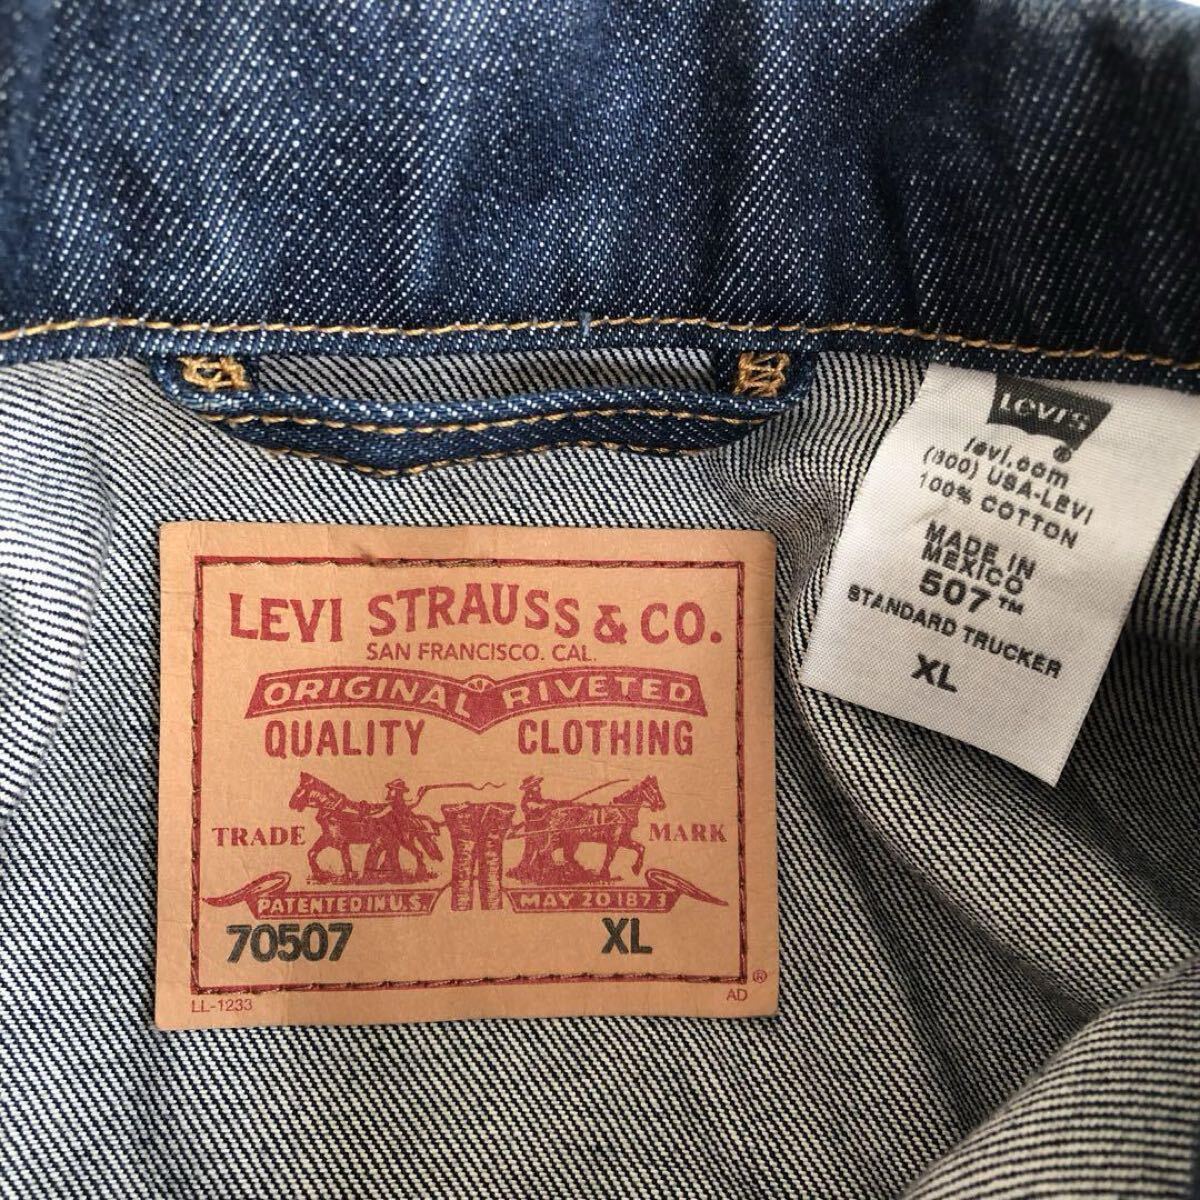 LEVI STRAUSS & CO.
SAN FRANCISCO. CAL.
ORIGINAL RIVETED
QUALITY CLOTHING
TRADE MARK
PATENTED IN U.S. MAY 20 1873
70507 XL
LL-1233 AD ®
LEVI'S
®
levi.com
(800) USA-LEVI
100% COTTON
MADE IN
MEXICO
507™
STANDARD TRUCKER
XL